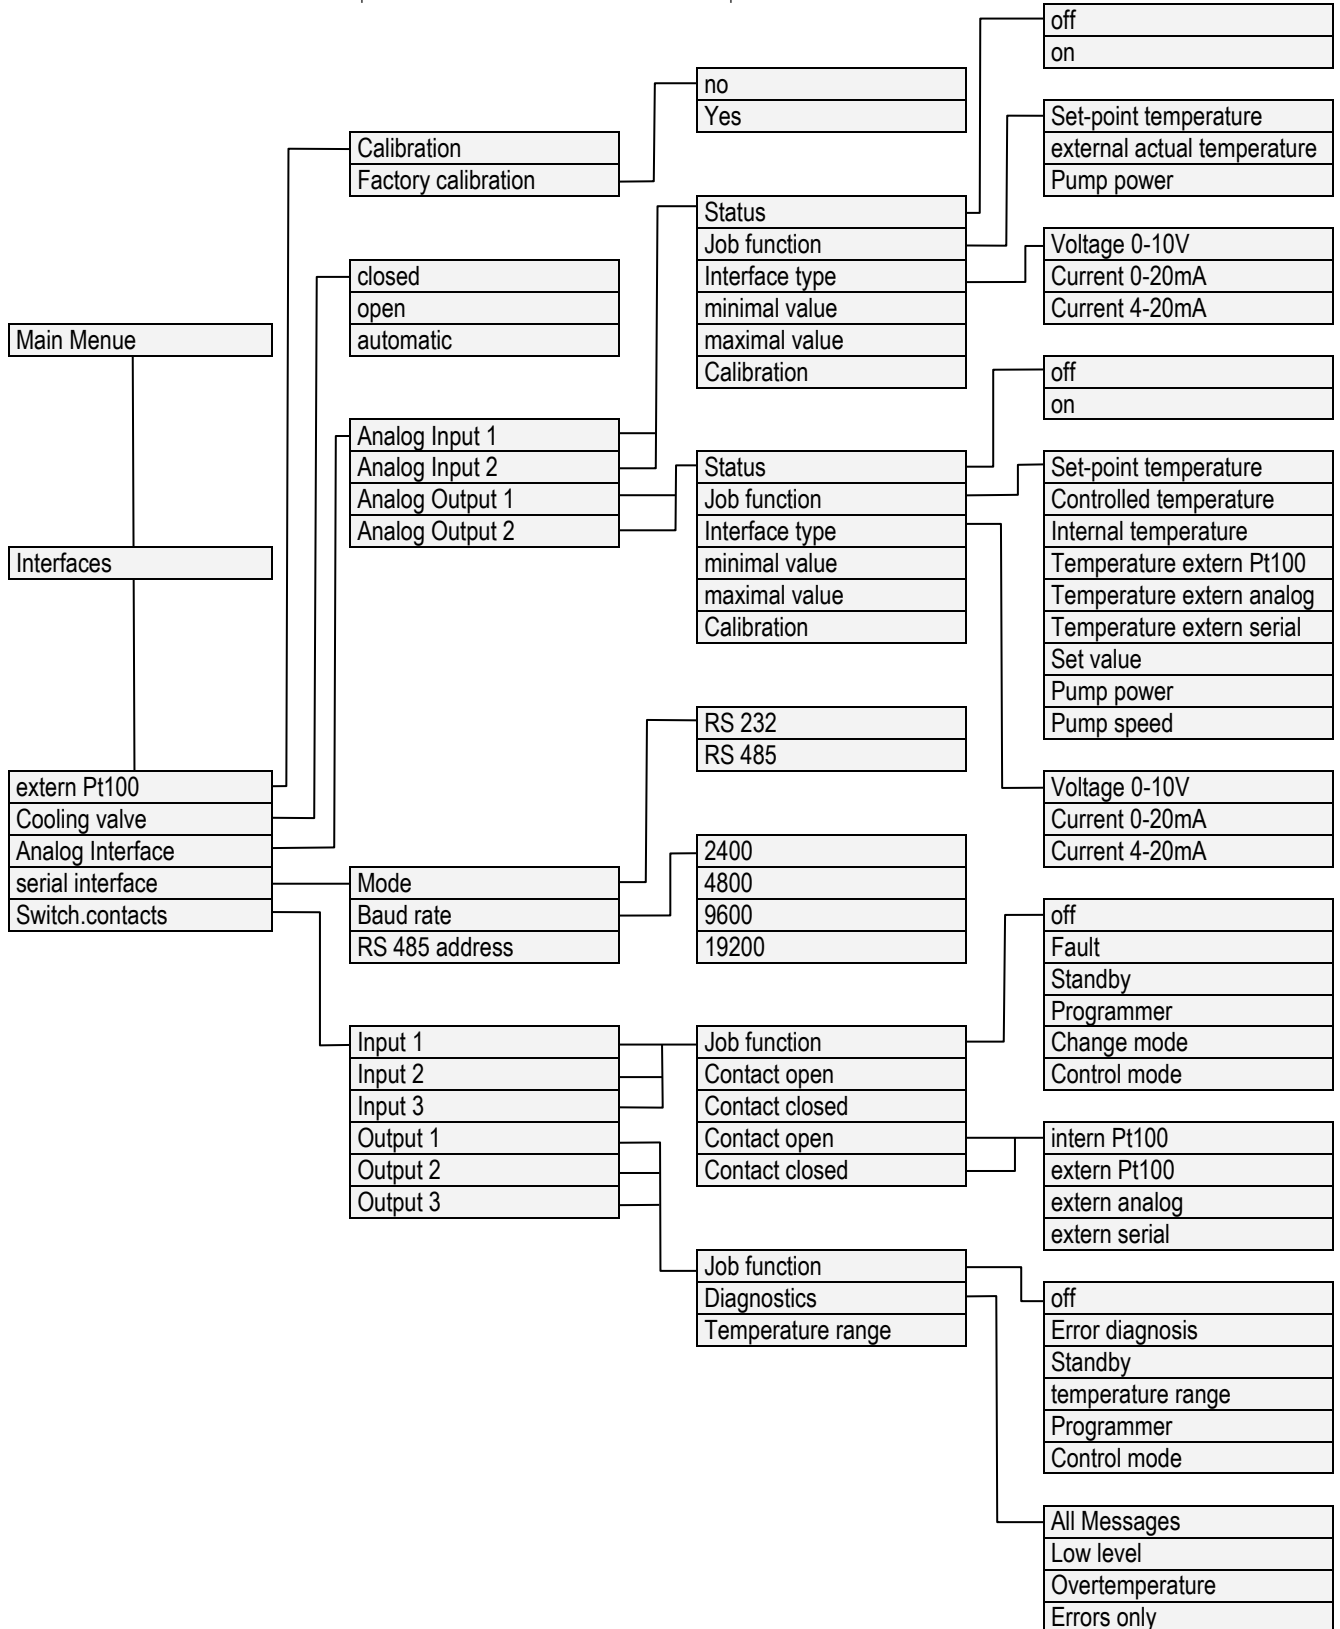 Main Menue
Interfaces
extern Pt100
Cooling valve
Analog Interface
serial interface
Switch.contacts
Calibration
Factory calibration
closed
open
automatic
Analog Input 1
Analog Input 2
Analog Output 1
Analog Output 2
Mode
Baud rate
RS 485 address
Input 1
Input 2
Input 3
Output 1
Output 2
Output 3
no
Yes
Status
Job function
Interface type
minimal value
maximal value
Calibration
Status
Job function
Interface type
minimal value
maximal value
Calibration
RS 232
RS 485
2400
4800
9600
19200
Job function
Contact open
Contact closed
Contact open
Contact closed
Job function
Diagnostics
Temperature range
off
on
Set-point temperature
external actual temperature
Pump power
Voltage 0-10V
Current 0-20mA
Current 4-20mA
off
on
Set-point temperature
Controlled temperature
Internal temperature
Temperature extern Pt100
Temperature extern analog
Temperature extern serial
Set value
Pump power
Pump speed
Voltage 0-10V
Current 0-20mA
Current 4-20mA
off
Fault
Standby
Programmer
Change mode
Control mode
intern Pt100
extern Pt100
extern analog
extern serial
off
Error diagnosis
Standby
temperature range
Programmer
Control mode
All Messages
Low level
Overtemperature
Errors only